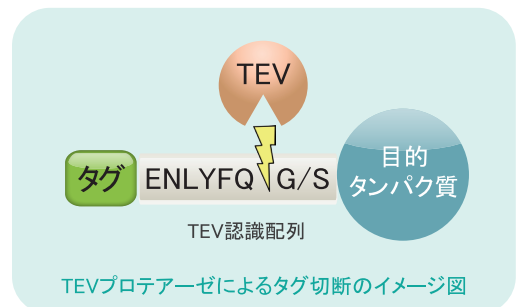 TEV
タグ ENLYFQ G/S
目的
タンパク質
TEV認識配列
TEVプロテアーゼによるタグ切断のイメージ図